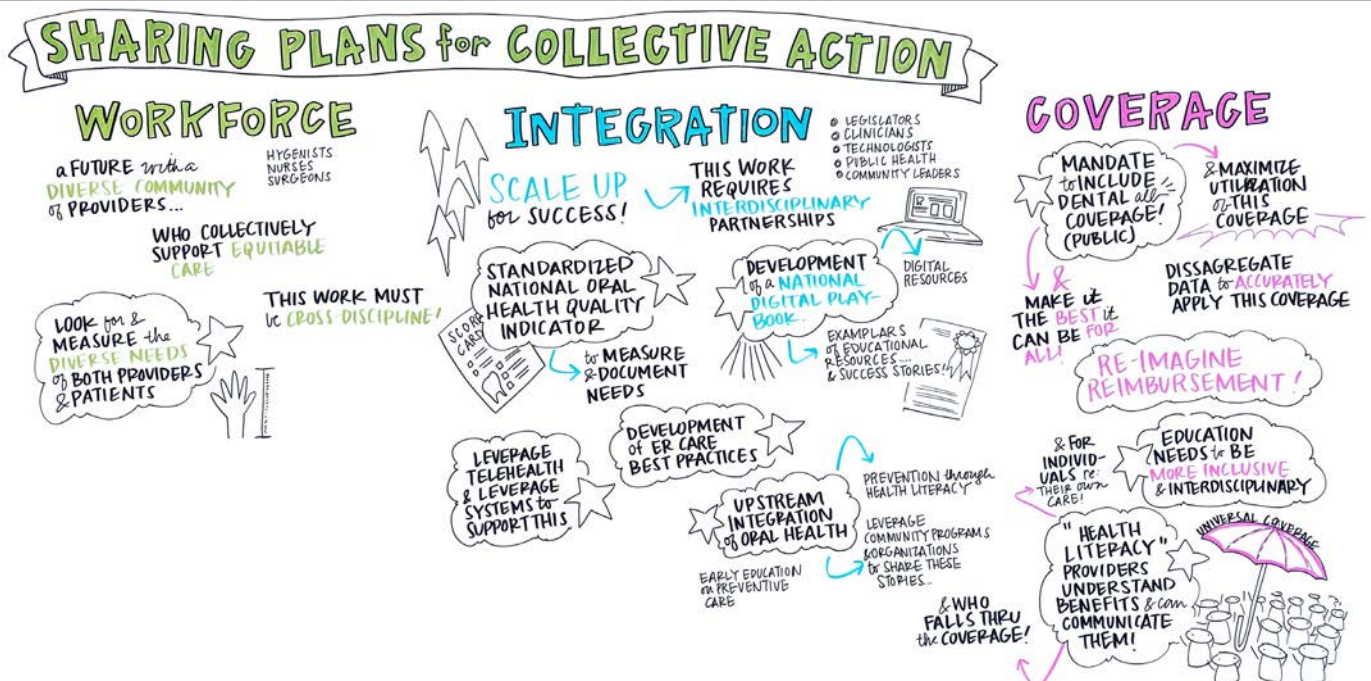 SHARING PLANS for COLLECTIVE ACTION
WORKFORCE
a FUTURE with a
DIVERSE COMMUNITY
of PROVIDERS...
HYGENISTS
NURSES
SURGEONS
WHO COLLECTIVELY
SUPPORT EQUITABLE
CARE
THIS WORK MUST
be CROSS-DISCIPLINE!
LOOK for &
MEASURE the
DIVERSE NEEDS
of BOTH PROVIDERS
& PATIENTS
INTEGRATION
SCALE UP
for SUCCESS!
THIS WORK
REQUIRES
INTERDISCIPLINARY
PARTNERSHIPS
LEGISLATORS
CLINICIANS
TECHNOLOGISTS
PUBLIC HEALTH
COMMUNITY LEADERS
STANDARDIZED
NATIONAL ORAL
HEALTH QUALITY
INDICATOR
SCORE
CARD
to MEASURE
& DOCUMENT
NEEDS
DEVELOPMENT
of a NATIONAL
DIGITAL PLAY-
BOOK.
DIGITAL
RESOURCES
EXAMPLARS
of EDUCATIONAL
RESOURCES....
& SUCCESS STORIES!
DEVELOPMENT
of ER CARE
BEST PRACTICES
LEVERAGE
TELEHEALTH
& LEVERAGE
SYSTEMS to
SUPPORT THIS
UPSTREAM
INTEGRATION
of ORAL HEALTH
PREVENTION through
HEALTH LITERACY
LEVERAGE
COMMUNITY PROGRAMS
& ORGANIZATIONS
to SHARE THESE
STORIES...
EARLY EDUCATION
on PREVENTIVE
CARE
COVERAGE
MANDATE
to INCLUDE
DENTAL all
COVERAGE!
(PUBLIC)
& MAXIMIZE
UTILIZATION
of THIS
COVERAGE
&
MAKE it
THE BEST it
CAN BE FOR
ALL!
DISSAGREGATE
DATA to ACCURATELY
APPLY THIS COVERAGE
RE-IMAGINE
REIMBURSEMENT!
EDUCATION
NEEDS to BE
MORE INCLUSIVE
& INTERDISCIPLINARY
& FOR
INDIVID-
UALS re:
THEIR own
CARE!
"HEALTH
LITERACY"
PROVIDERS
UNDERSTAND
BENEFITS & can
COMMUNICATE
THEM!
UNIVERSAL COVERAGE
& WHO
FALLS THRU
the COVERAGE!